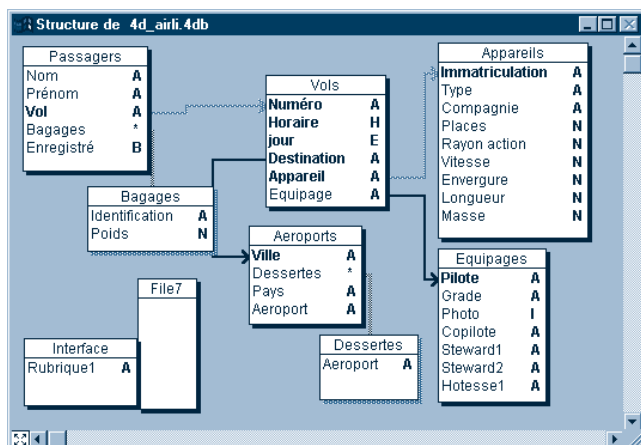 Structure de 4d_airli.4db
Passagers
Nom A
Prénom A
Vol A
Bagages *
Enregistré B
Vols
Numéro A
Horaire H
jour E
Destination A
Appareil A
Equipage A
Appareils
Immatriculation A
Type A
Compagnie A
Places N
Rayon action N
Vitesse N
Envergure N
Longueur N
Masse N
Bagages
Identification A
Poids N
Aeroports
Ville A
Dessertes *
Pays A
Aeroport A
Equipages
Pilote A
Grade A
Photo I
Copilote A
Steward1 A
Steward2 A
Hotesse1 A
File7
Interface
Rubrique1 A
Dessertes
Aeroport A